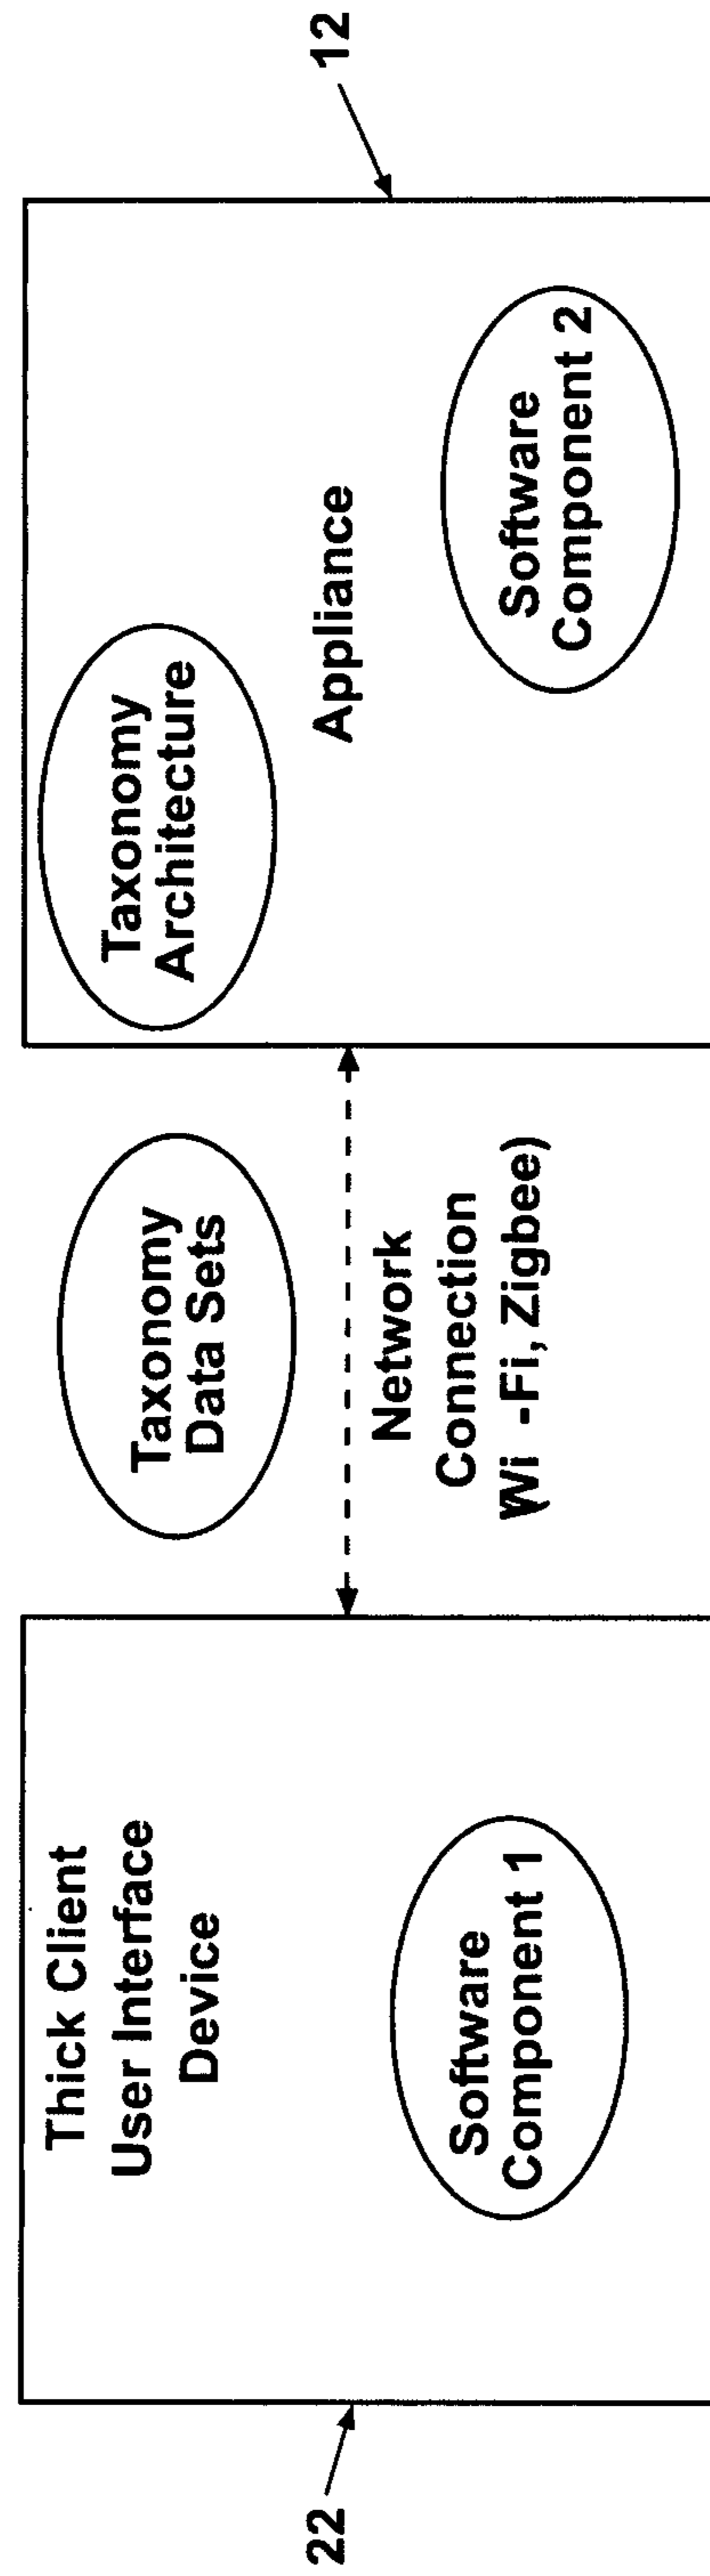 22
Thick Client
User Interface
Device
Software
Component 1
Taxonomy
Data Sets
Network
Connection
Wi -Fi, Zigbee)
Taxonomy
Architecture
Appliance
Software
Component 2
12